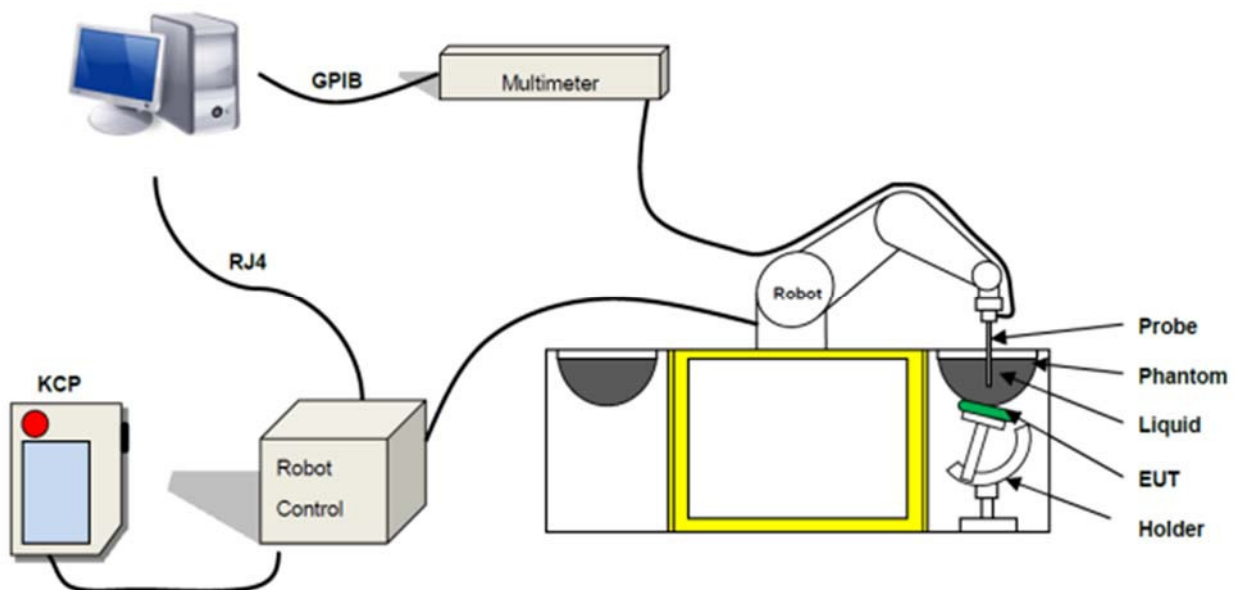 GPIB
Multimeter
RJ4
Robot
Probe
Phantom
KCP
Liquid
Robot
Control
EUT
Holder